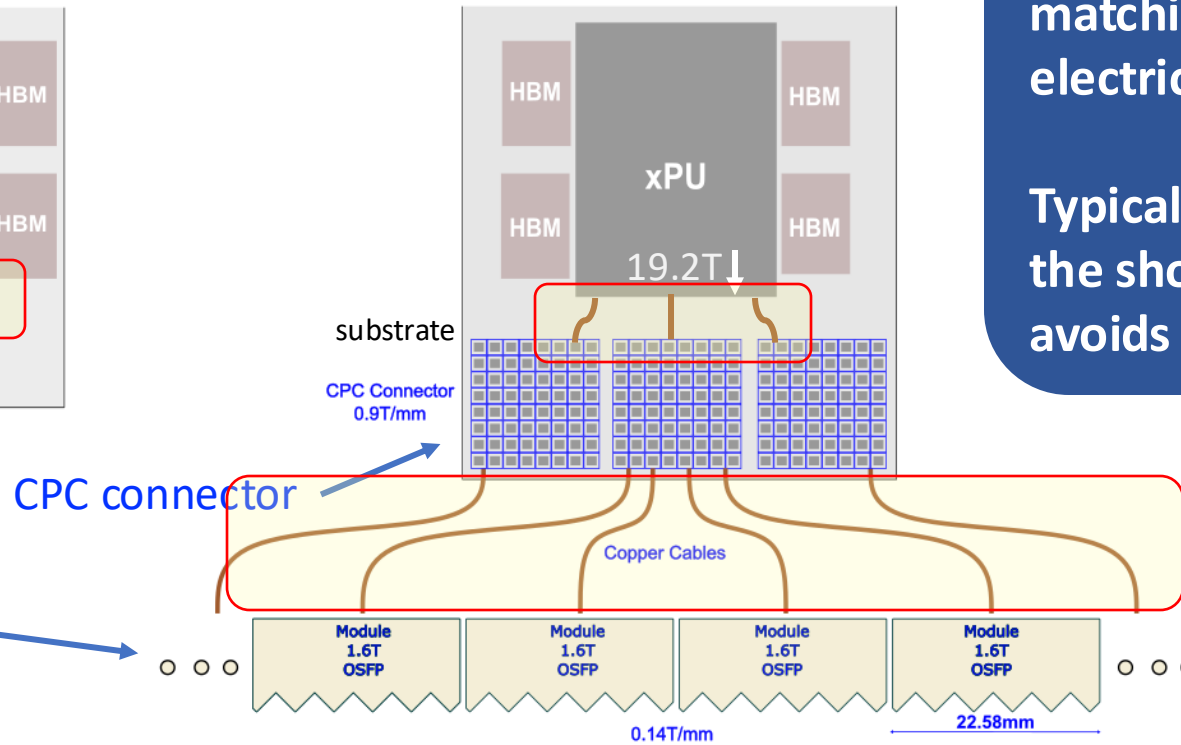 HBM
HBM
HBM
HBM
HBM
HBM
xPU
19.2T
substrate
CPC Connector
0.9T/mm
CPC connector
Copper Cables
Module
1.6T
OSFP
Module
1.6T
OSFP
Module
1.6T
OSFP
Module
1.6T
OSFP
0.14T/mm
22.58mm
matchi
electric
Typical
the sho
avoids